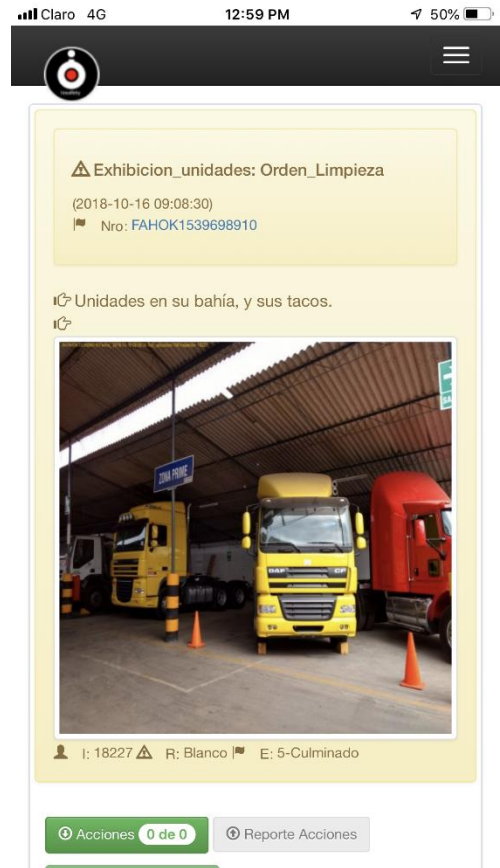 Claro 4G 12:59 PM 50%
Exhibicion_unidades: Orden_Limpieza
(2018-10-16 09:08:30)
Nro: FAHOK1539698910
Unidades en su bahía, y sus tacos.
ZONA PRIME
DAF CF
I: 18227 R: Blanco E: 5-Culminado
Acciones 0 de 0 Reporte Acciones